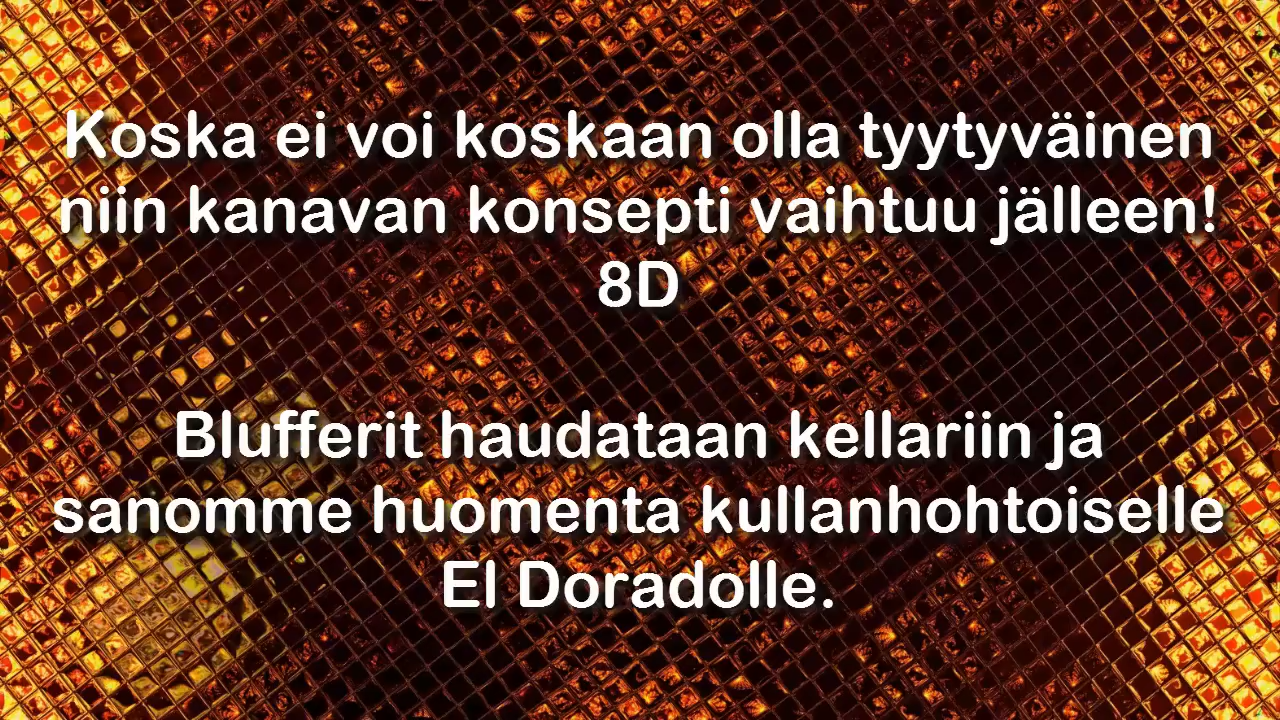 Koska ei voi koskaan olla tyytyväinen
niin kanavan konsepti vaihtuu jälleen!
8D
Blufferit haudataan kellariin ja
sanomme huomenta kullanhohtoiselle
El Doradolle.